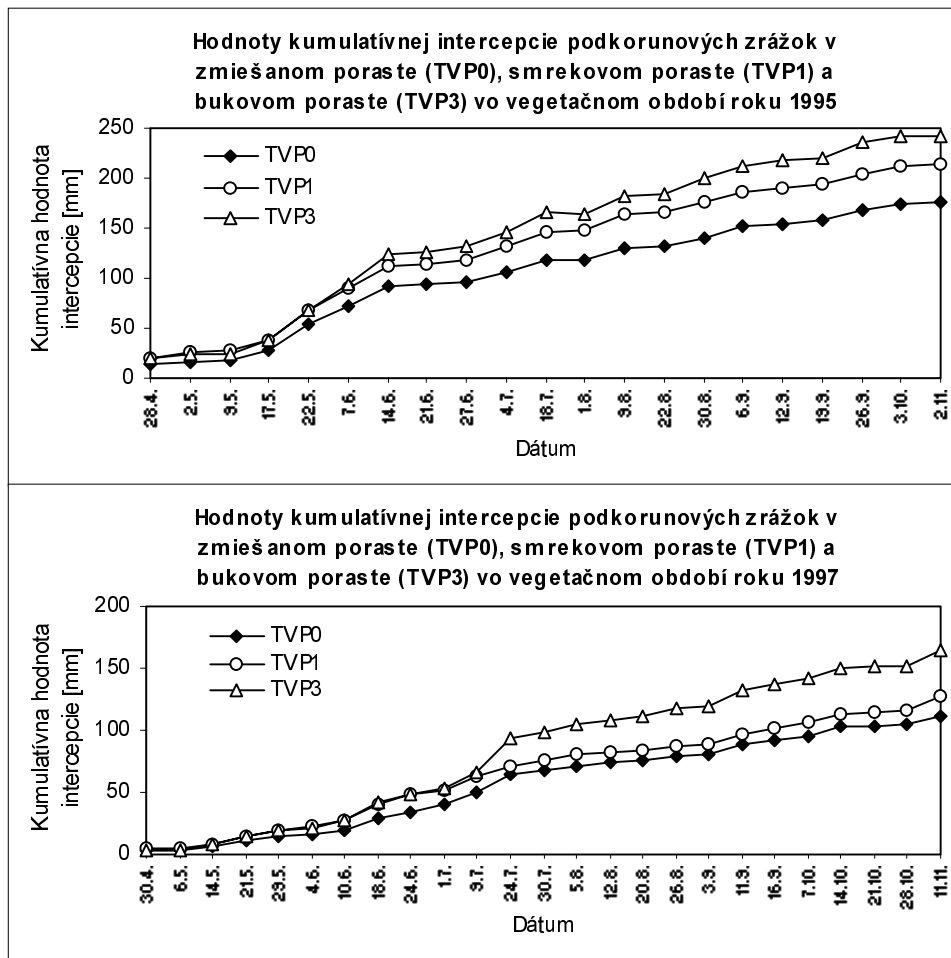 Hodnoty kumulatívnej intercepcie podkorunových zrážok v
zmiešanom poraste (TVP0), smrekovom poraste (TVP1) a
bukovom poraste (TVP3) vo vegetačnom období roku 1995
Kumulatívna hodnota
intercepcie [mm]
250
200
150
100
50
0
TVP0
TVP1
TVP3
28.4. 2.5. 9.5. 17.5. 22.5. 7.6. 14.6. 21.6. 27.6. 4.7. 18.7. 1.8. 9.8. 22.8. 30.8. 6.9. 12.9. 19.9. 26.9. 3.10. 2.11.
Dátum
Hodnoty kumulatívnej intercepcie podkorunových zrážok v
zmiešanom poraste (TVP0), smrekovom poraste (TVP1) a
bukovom poraste (TVP3) vo vegetačnom období roku 1997
Kumulatívna hodnota
intercepcie [mm]
200
150
100
50
0
TVP0
TVP1
TVP3
30.4. 6.5. 14.5. 21.5. 29.5. 4.6. 10.6. 18.6. 24.6. 1.7. 9.7. 24.7. 30.7. 5.8. 12.8. 20.8. 26.8. 3.9. 11.9. 16.9. 7.10. 14.10. 21.10. 28.10. 11.11.
Dátum